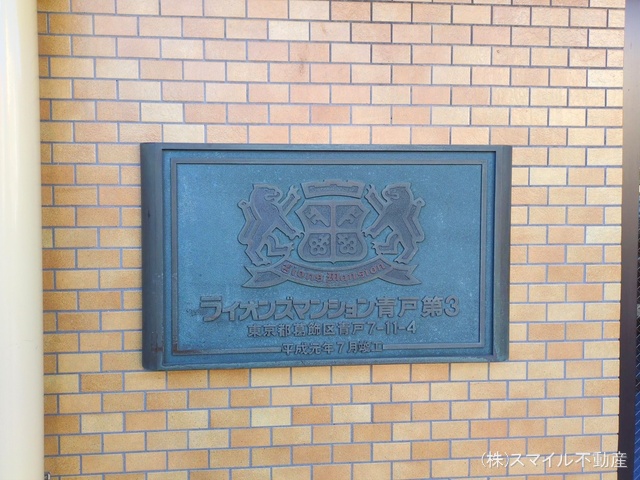 Lions Mansion
ライオンズマンション青戸第3
東京都葛飾区青戸7-11-4
平成元年7月竣工
(株)スマイル不動産